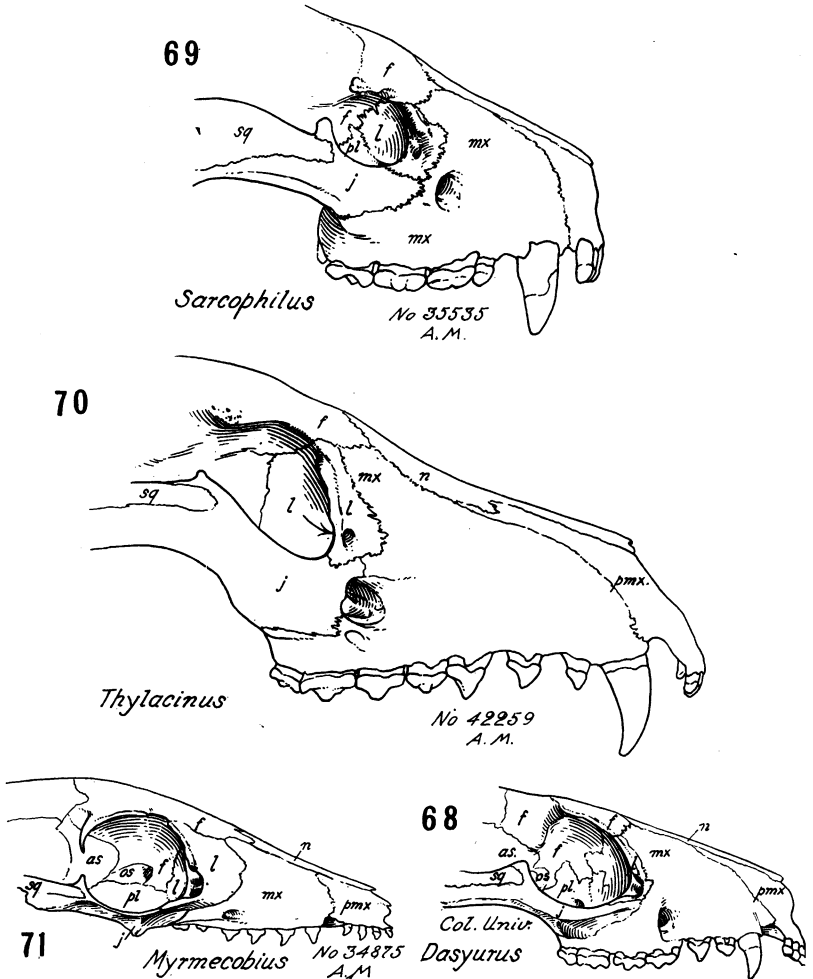 69
f
sq
f
l
pl
mx
j
mx
Sarcophilus
No 35535
A.M.
70
f
mx
n
sq
l
l
j
pmx.
Thylacinus
No 42259
A.M.
f
n
as
os
f
l
l
sq
pl
mx
pmx
j
71
Myrmecobius
No 34875
A.M
68
f
f
n
f
mx
as.
sq
os
pl
pmx
Col. Univ.
Dasyurus